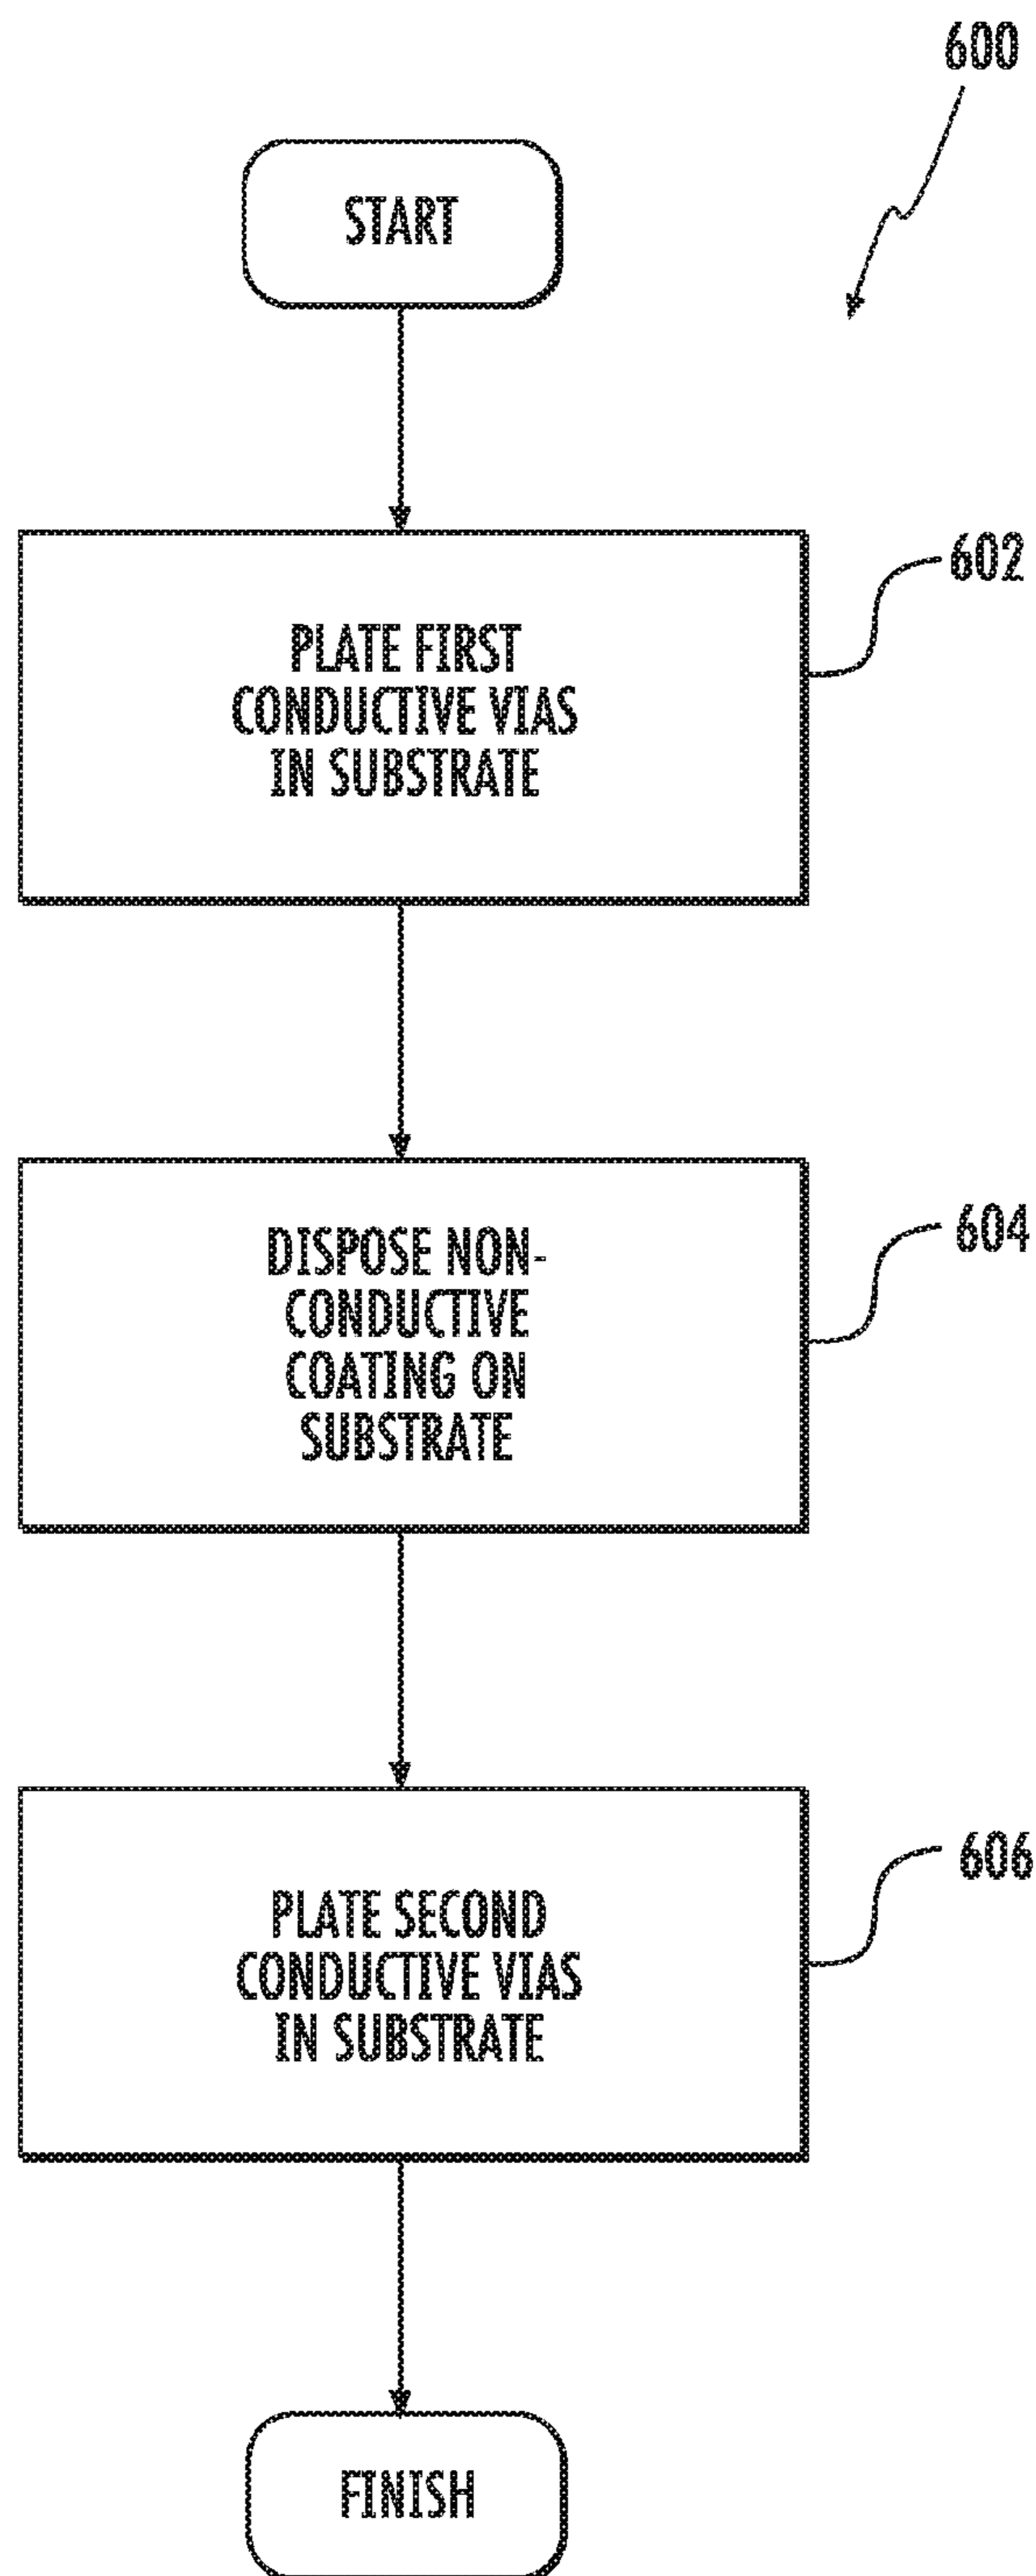 600
START
602
PLATE FIRST
CONDUCTIVE VIAS
IN SUBSTRATE
604
DISPOSE NON-
CONDUCTIVE
COATING ON
SUBSTRATE
606
PLATE SECOND
CONDUCTIVE VIAS
IN SUBSTRATE
FINISH